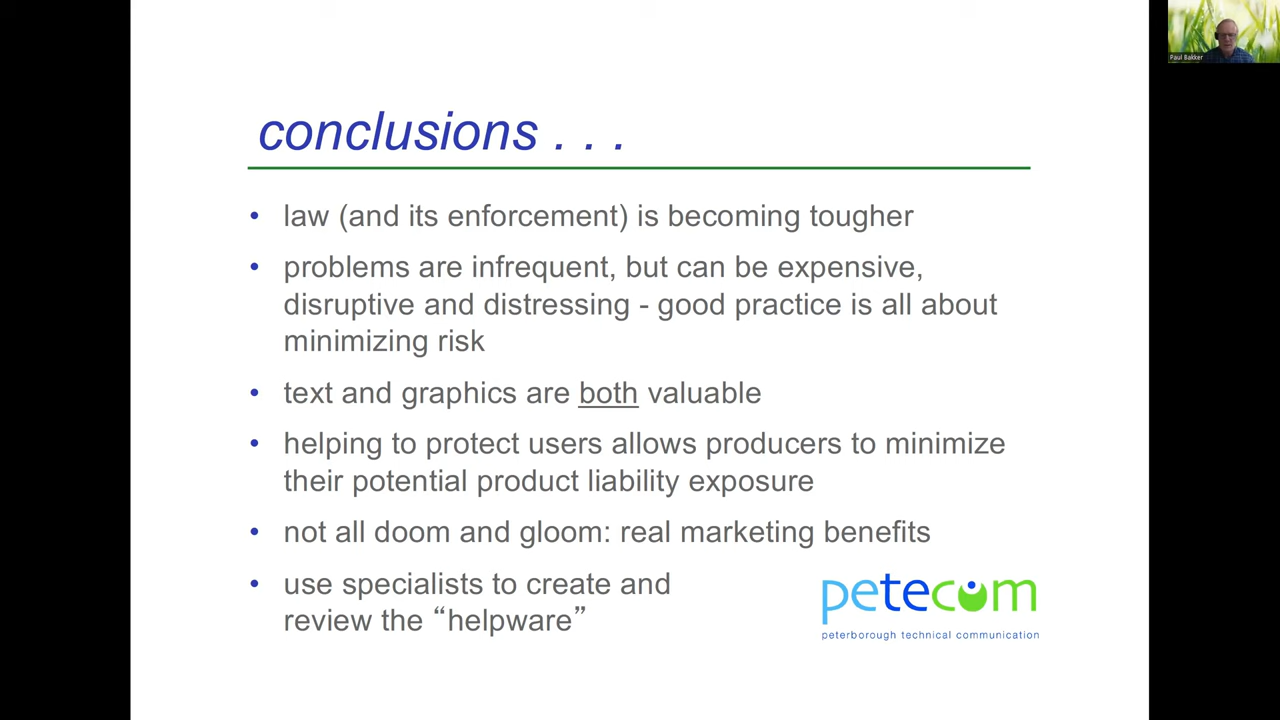 Paul Bakker
conclusions . . .
• law (and its enforcement) is becoming tougher
• problems are infrequent, but can be expensive,
disruptive and distressing - good practice is all about
minimizing risk
• text and graphics are both valuable
• helping to protect users allows producers to minimize
their potential product liability exposure
• not all doom and gloom: real marketing benefits
• use specialists to create and
review the “helpware”
petecom
peterborough technical communication